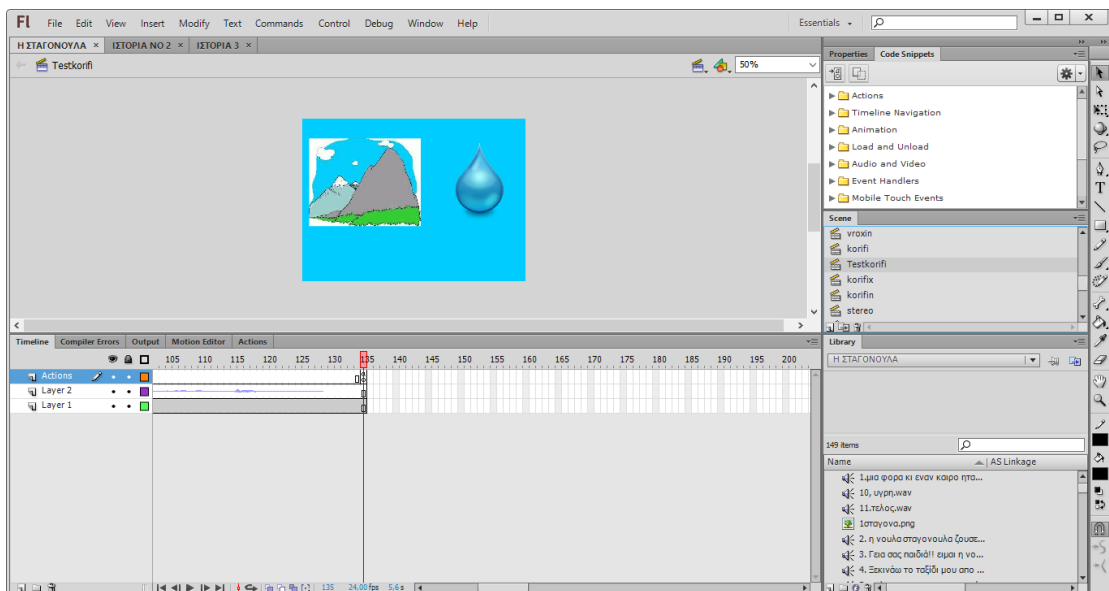 Fl File Edit View Insert Modify Text Commands Control Debug Window Help Essentials
Η ΣΤΑΓΟΝΟΥΛΑ × ΙΣΤΟΡΙΑ ΝΟ 2 × ΙΣΤΟΡΙΑ 3 ×
Testkorifi 50%
Properties Code Snippets
Actions
Timeline Navigation
Animation
Load and Unload
Audio and Video
Event Handlers
Mobile Touch Events
Scene
vroxin
korifi
Testkorifi
korifix
korifin
stereo
Timeline Compiler Errors Output Motion Editor Actions
105 110 115 120 125 130 135 140 145 150 155 160 165 170 175 180 185 190 195 200
Actions
Layer 2
Layer 1
135 24.00 fps 5.6 s
Library
Η ΣΤΑΓΟΝΟΥΛΑ
149 items
Name AS Linkage
1.μια φορα κι εναν καιρο ητα...
10, υγρη.wav
11.τελος.wav
1σταγονα.png
2. η νουλα σταγονουλα ζουσε...
3. Γεια σας παιδιά!! ειμαι η νο...
4. Ξεκινάω το ταξίδι μου απο ...